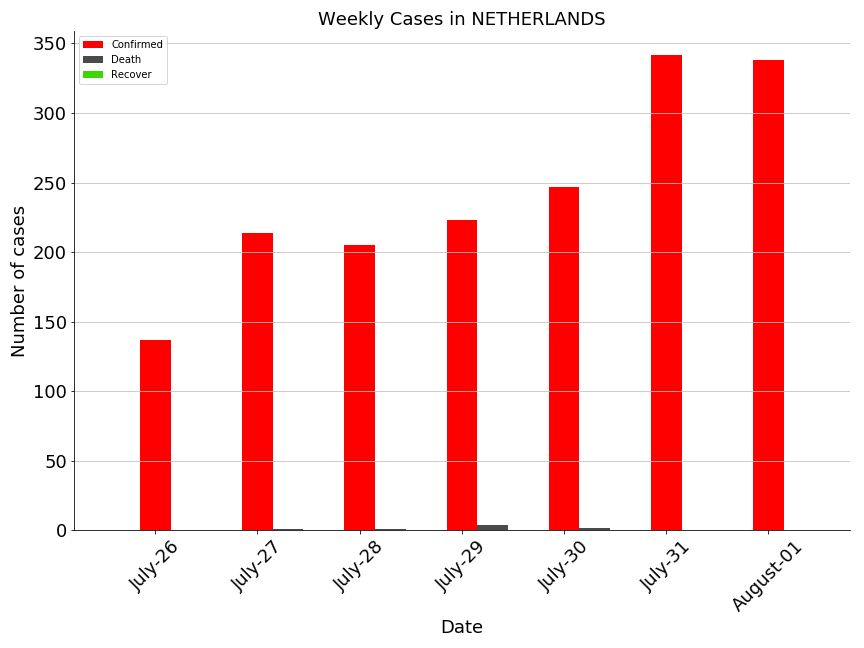 Weekly Cases in NETHERLANDS
Confirmed
Death
Recover
350
300
250
200
150
100
50
0
Number of cases
July-26
July-27
July-28
July-29
July-30
July-31
August-01
Date